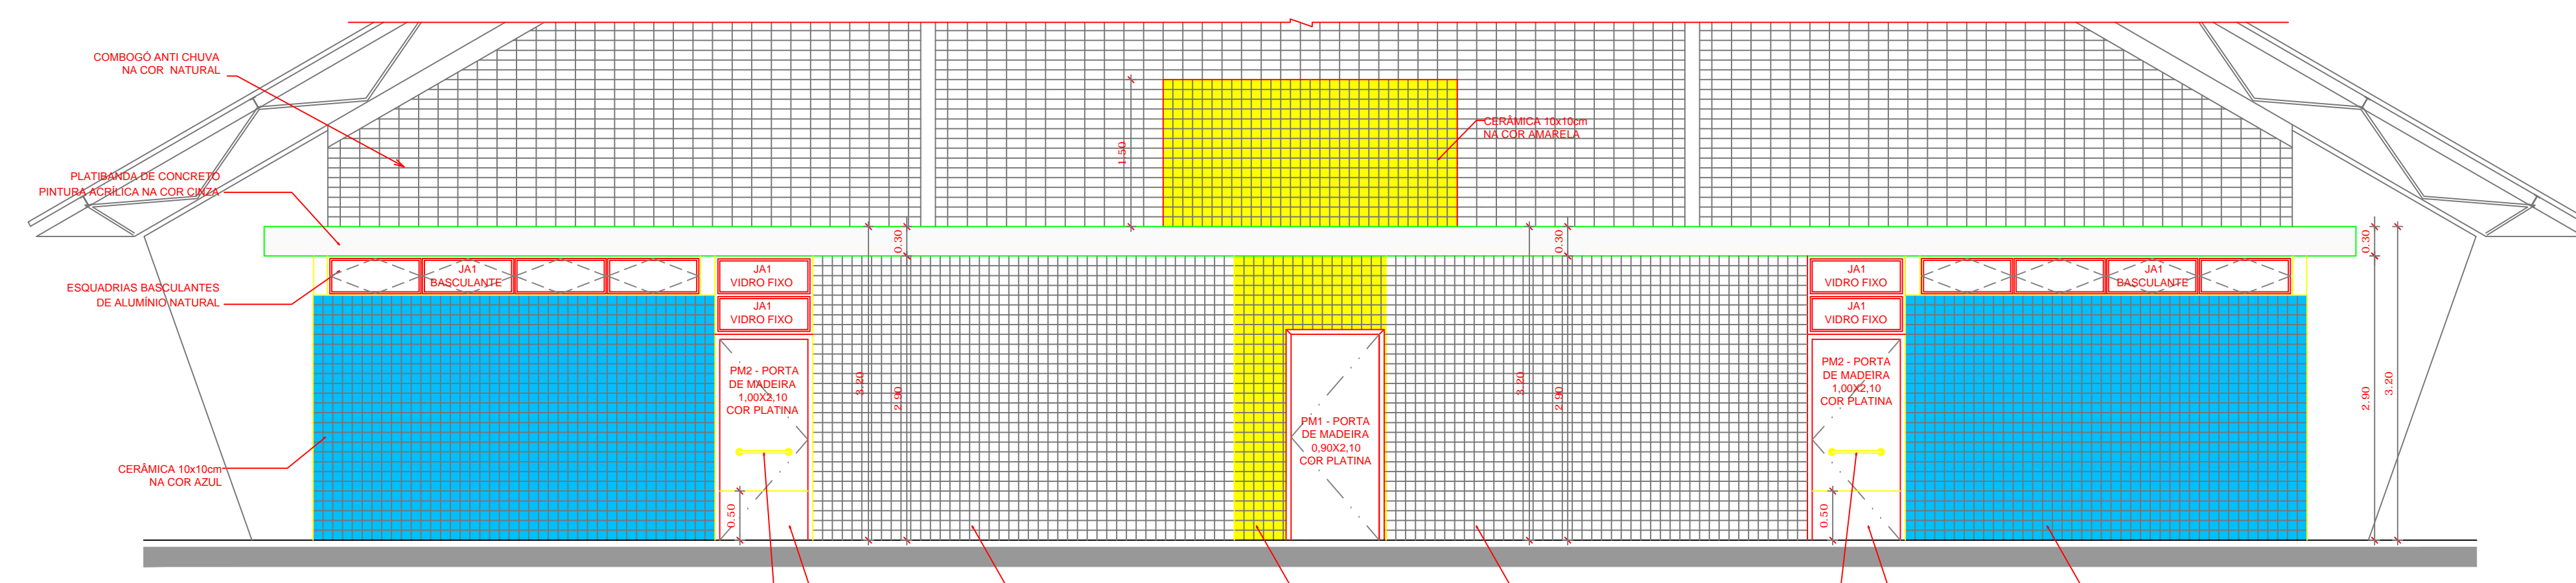 COMBOGÓ ANTI CHUVA
NA COR NATURAL
PLATIBANDA DE CONCRETO
PINTURA ACRÍLICA NA COR CINZA
ESQUADRIAS BASCULANTES
DE ALUMÍNIO NATURAL
CERÂMICA 10x10cm
NA COR AZUL
JA1
BASCULANTE
JA1
VIDRO FIXO
JA1
VIDRO FIXO
PM2 - PORTA
DE MADEIRA
1,00X2,10
COR PLATINA
0.50
3.20
0.30
2.90
1.50
CERÂMICA 10x10cm
NA COR AMARELA
PM1 - PORTA
DE MADEIRA
0,90X2,10
COR PLATINA
3.20
0.30
2.90
JA1
VIDRO FIXO
JA1
VIDRO FIXO
PM2 - PORTA
DE MADEIRA
1,00X2,10
COR PLATINA
0.50
JA1
BASCULANTE
0.30
2.90
3.20